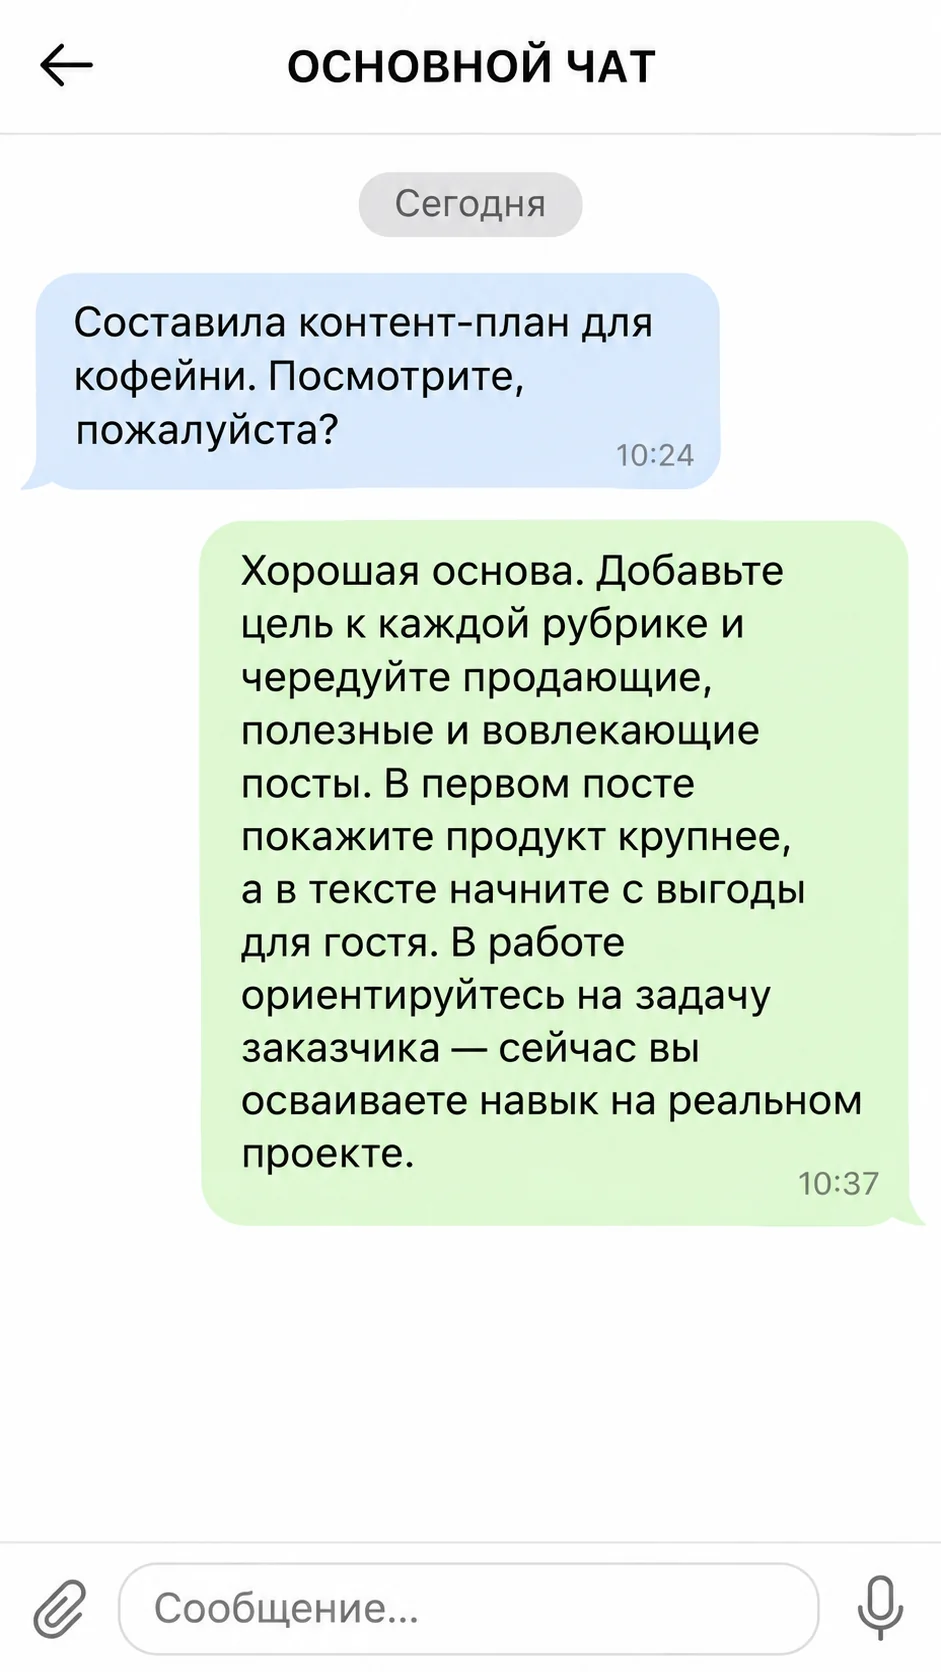 ОСНОВНОЙ ЧАТ
Сегодня
Составила контент-план для
кофейни. Посмотрите,
пожалуйста?
10:24
Хорошая основа. Добавьте
цель к каждой рубрике и
чередуйте продающие,
полезные и вовлекающие
посты. В первом посте
покажите продукт крупнее,
а в тексте начните с выгоды
для гостя. В работе
ориентируйтесь на задачу
заказчика — сейчас вы
осваиваете навык на реальном
проекте.
10:37
Сообщение...